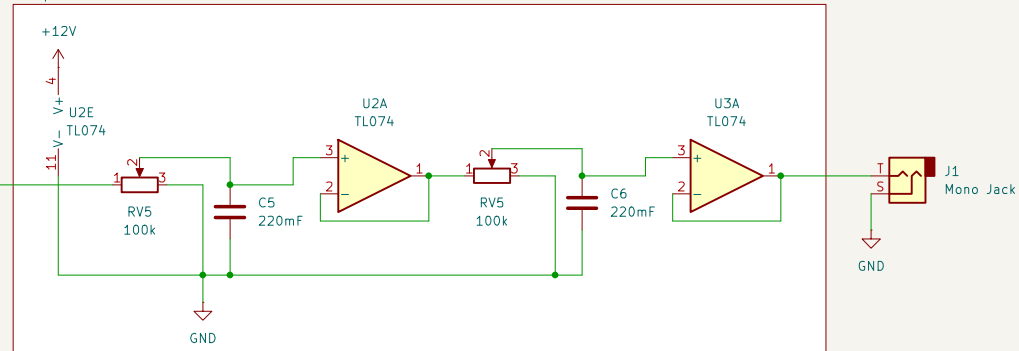 +12V
4
V+
U2E
TL074
V-
11
2
1
3
RV5
100k
C5
220mF
GND
U2A
TL074
3
+
2
-
1
2
1
3
RV5
100k
C6
220mF
U3A
TL074
3
+
2
-
1
T
S
J1
Mono Jack
GND